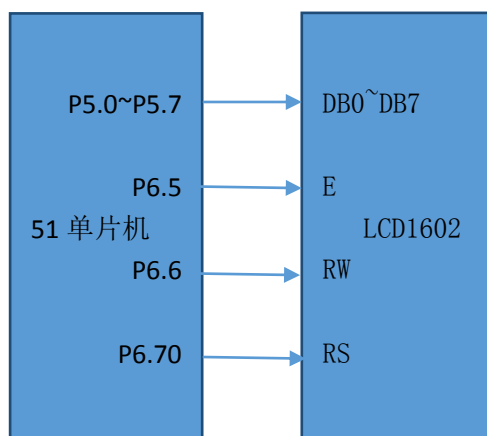 P5.0~P5.7
DB0~DB7
P6.5
E
51 单片机
LCD1602
P6.6
RW
P6.70
RS